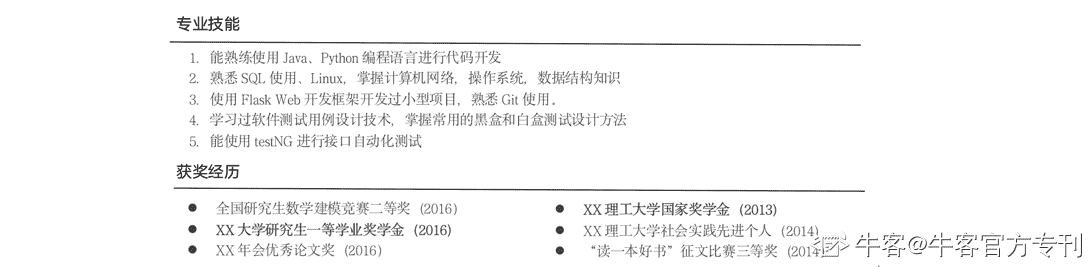 专业技能
1. 能熟练使用 Java、Python 编程语言进行代码开发
2. 熟悉 SQL 使用、Linux，掌握计算机网络，操作系统，数据结构知识
3. 使用 Flask Web 开发框架开发过小型项目，熟悉 Git 使用。
4. 学习过软件测试用例设计技术，掌握常用的黑盒和白盒测试设计方法
5. 能使用 testNG 进行接口自动化测试
获奖经历
● 全国研究生数学建模竞赛二等奖 (2016)
● XX 大学研究生一等学业奖学金 (2016)
● XX 年会优秀论文奖 (2016)
● XX 理工大学国家奖学金 (2013)
● XX 理工大学社会实践先进个人 (2014)
● “读一本好书” 征文比赛三等奖 (2014
牛客@牛客官方专刊